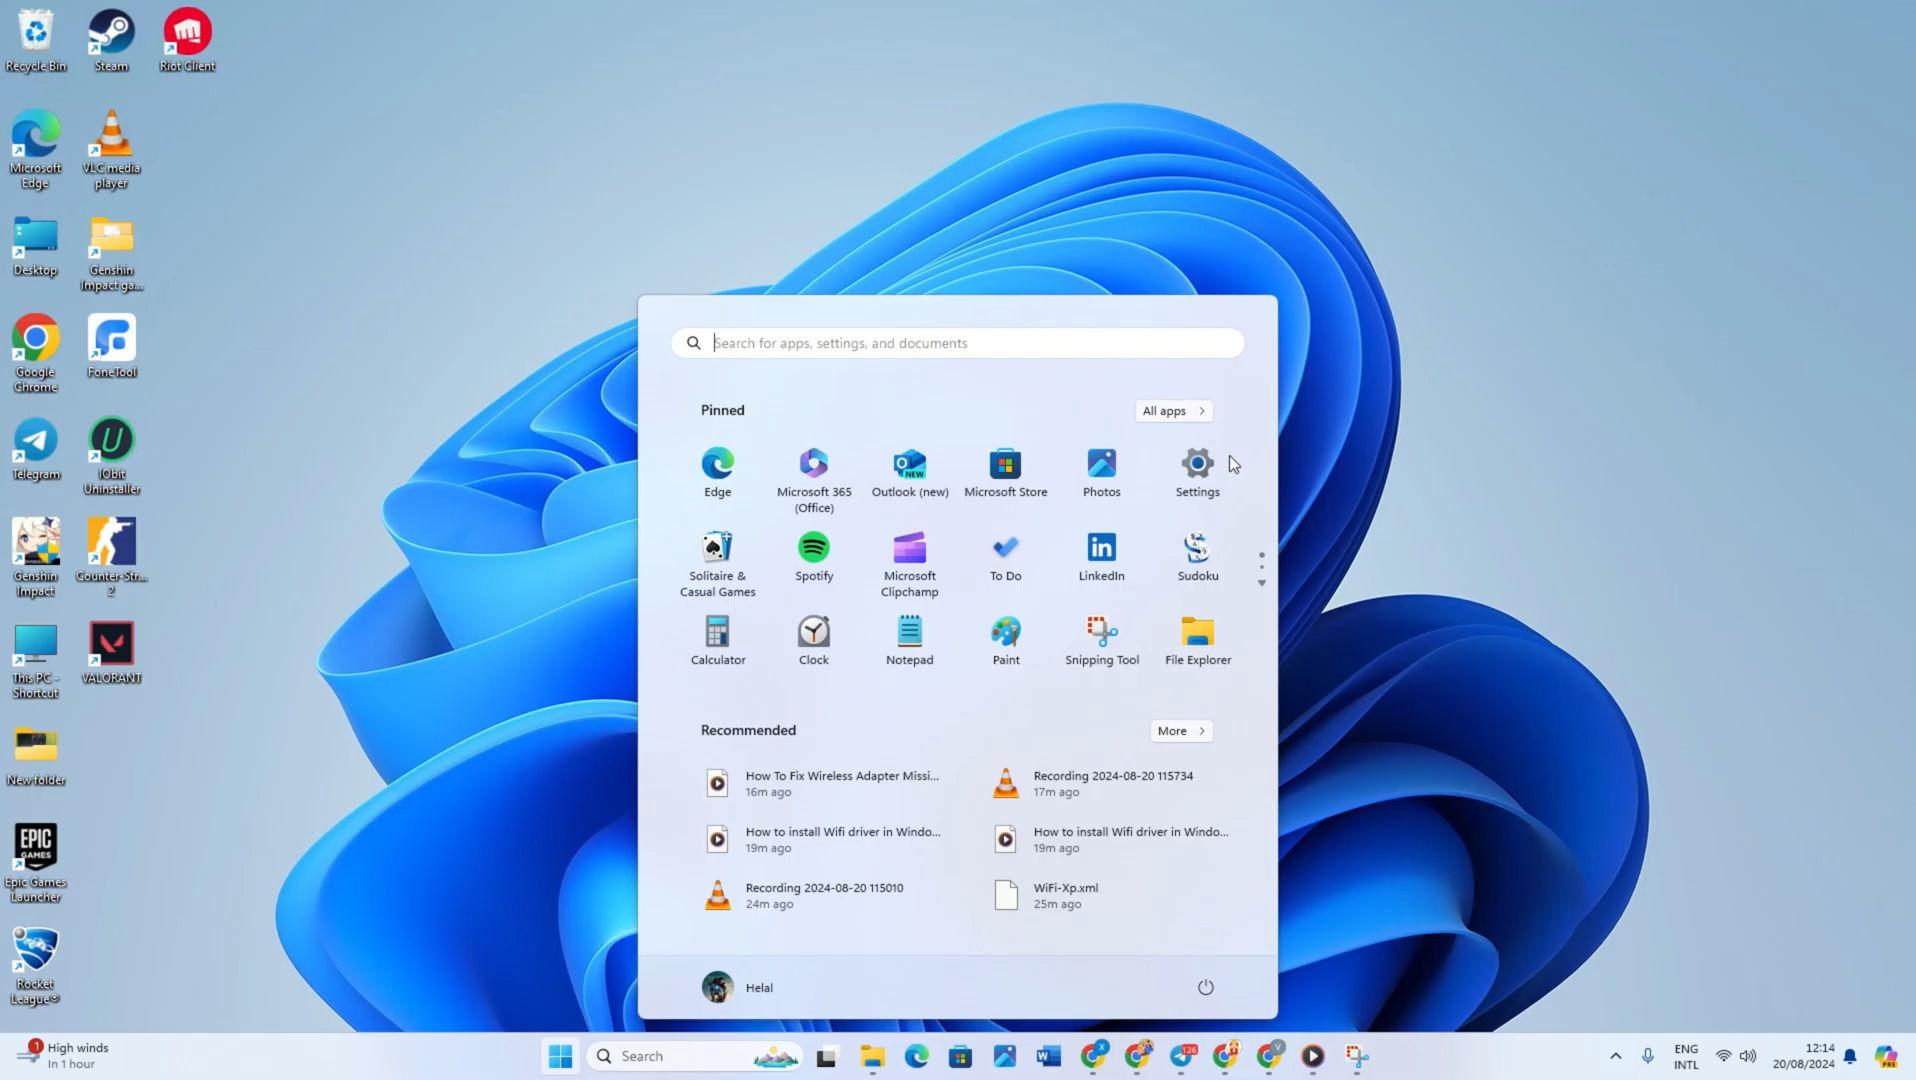 Recycle Bin
Steam
Riot Client
Microsoft
Edge
VLC media
player
Desktop
Genshin
Impact ga...
Google
Chrome
FoneTool
Telegram
IObit
Uninstaller
Genshin
Impact
Counter-Str...
2
This PC -
Shortcut
VALORANT
New folder
EPIC
GAMES
Epic Games
Launcher
Rocket
League®
Search for apps, settings, and documents
Pinned
All apps
Edge
Microsoft 365
(Office)
NEW
Outlook (new)
Microsoft Store
Photos
Settings
Solitaire &
Casual Games
Spotify
Microsoft
Clipchamp
To Do
in
LinkedIn
Sudoku
Calculator
Clock
Notepad
Paint
Snipping Tool
File Explorer
Recommended
More
How To Fix Wireless Adapter Missi...
16m ago
Recording 2024-08-20 115734
17m ago
How to install Wifi driver in Windo...
19m ago
How to install Wifi driver in Windo...
19m ago
Recording 2024-08-20 115010
24m ago
WiFi-Xp.xml
25m ago
Helal
1
High winds
In 1 hour
Search
W
X
126
V
ENG
INTL
12:14
20/08/2024
PRE